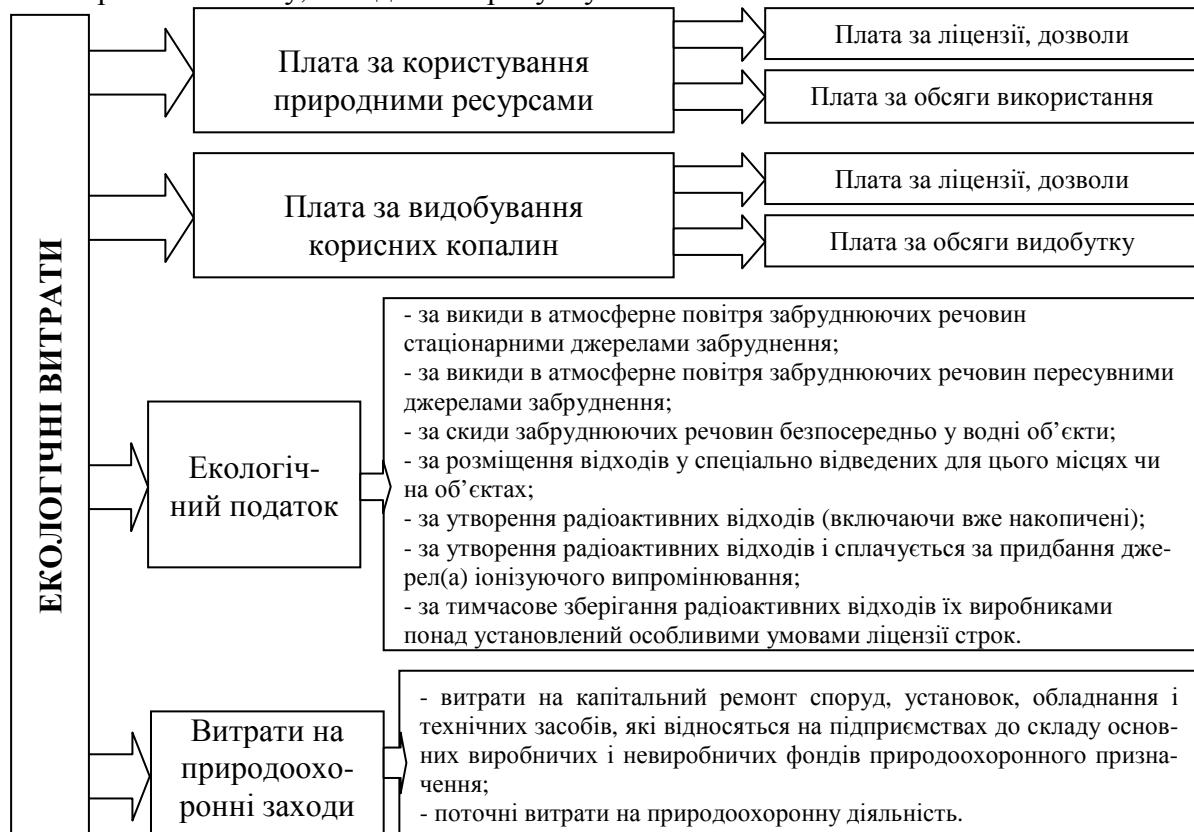 ЕКОЛОГІЧНІ ВИТРАТИ
Плата за користування
природними ресурсами
Плата за ліцензії, дозволи
Плата за обсяги використання
Плата за видобування
корисних копалин
Плата за ліцензії, дозволи
Плата за обсяги видобутку
Екологіч-
ний податок
- за викиди в атмосферне повітря забруднюючих речовин
стаціонарними джерелами забруднення;
- за викиди в атмосферне повітря забруднюючих речовин пересувними
джерелами забруднення;
- за скиди забруднюючих речовин безпосередньо у водні об’єкти;
- за розміщення відходів у спеціально відведених для цього місцях чи
на об’єктах;
- за утворення радіоактивних відходів (включаючи вже накопичені);
- за утворення радіоактивних відходів і сплачується за придбання дже-
рел(а) іонізуючого випромінювання;
- за тимчасове зберігання радіоактивних відходів їх виробниками
понад установлений особливими умовами ліцензії строк.
Витрати на
природоохо-
ронні заходи
- витрати на капітальний ремонт споруд, установок, обладнання і
технічних засобів, які відносяться на підприємствах до складу основ-
них виробничих і невиробничих фондів природоохоронного призна-
чення;
- поточні витрати на природоохоронну діяльність.